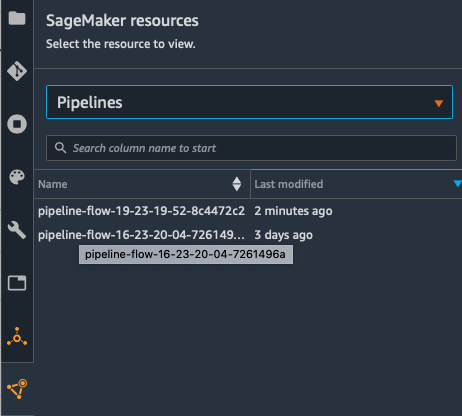 SageMaker resources
Select the resource to view.
Pipelines
Search column name to start
Name Last modified
pipeline-flow-19-23-19-52-8c4472c2 2 minutes ago
pipeline-flow-16-23-20-04-726149... 3 days ago
pipeline-flow-16-23-20-04-7261496a